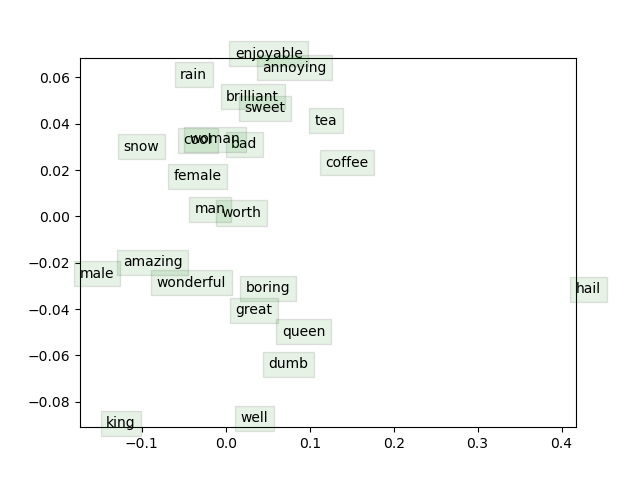 enjoyable
annoying
rain
0.06
brilliant
sweet
tea
0.04
cool
woman
bad
snow
0.02
coffee
female
man
worth
0.00
amazing
male
−0.02
wonderful
boring
hail
great
−0.04
queen
dumb
−0.06
−0.08
king
well
−0.1
0.0
0.1
0.2
0.3
0.4